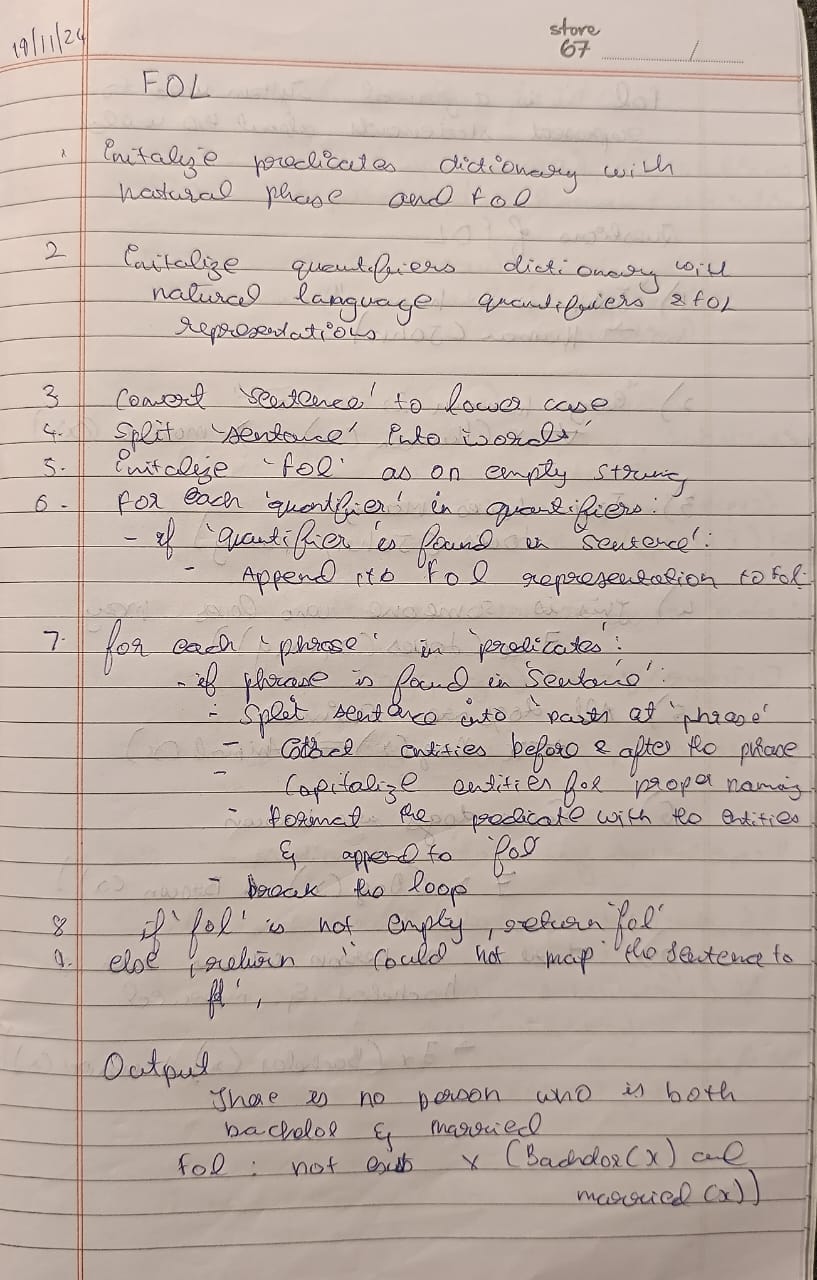 19/11/24
store
67 /
FOL
1 Initalize predicates dictionary with
natural phase and fol
2 Initalize quantifiers dictionary with
natural language quantifiers & FOL
representations
3 Convert 'sentence' to lower case
4. Split 'sentance' into words'
5. Initalize 'fol' as an empty string
6. For each 'quantifier' in quantifiers:
- if 'quantifier is found in sentence':
- Append its Fol representation to Fol.
7. for each 'phrase' in 'predicates':
- if phrase is found in 'Sentence':
- Split sentance into 'parts at 'phrase'
- entities before & after the phrase
- Capitalize entities for proper naming
- format the predicate with the entities
& append to fol
- break the loop
8 if 'fol' is not empty, return 'fol'
9. else, return "Could not map the sentence to
fol",
Output
There is no person who is both
bachelor & married
fol: not exists x (Bachelor(x) and
married (x))